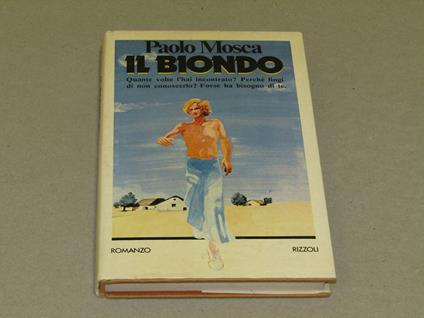 Paolo Mosca
IL BIONDO
Quante volte l'hai incontrato? Perché fingi
di non conoscerlo? Forse ha bisogno di te.
ROMANZO RIZZOLI